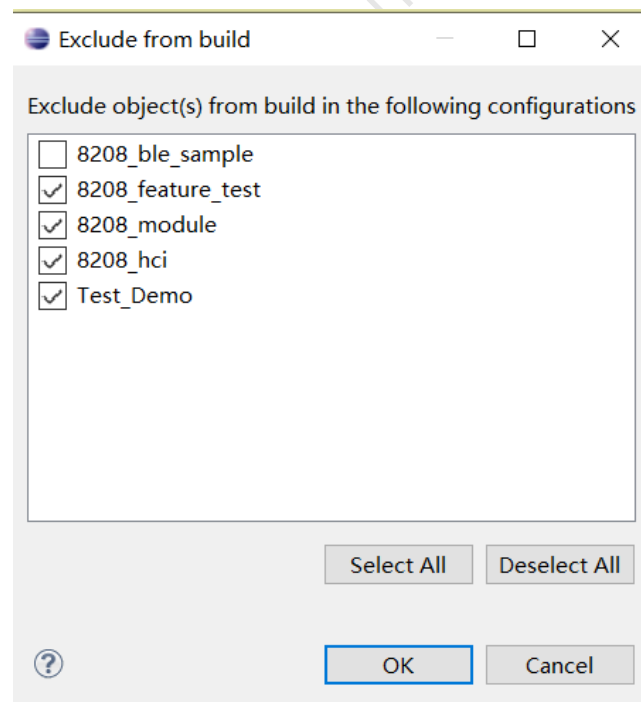 Exclude from build
Exclude object(s) from build in the following configurations
8208_ble_sample
8208_feature_test
8208_module
8208_hci
Test_Demo
Select All
Deselect All
?
OK
Cancel